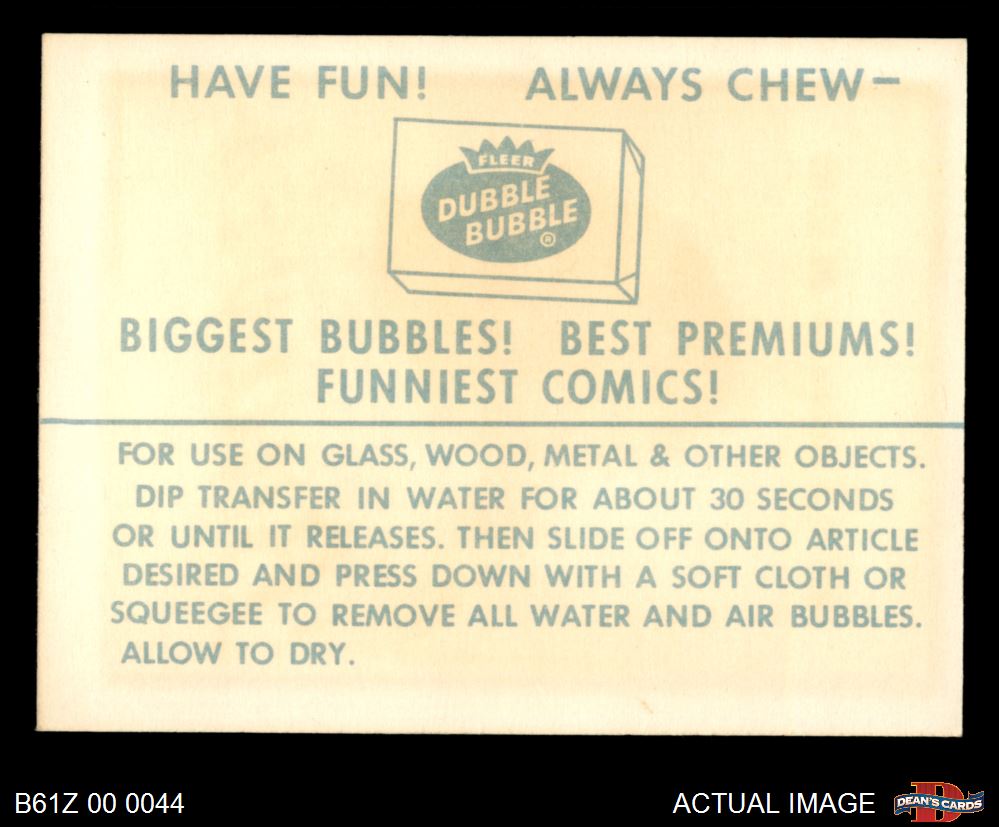 HAVE FUN! ALWAYS CHEW—
FLEER
DUBBLE
BUBBLE
®
BIGGEST BUBBLES! BEST PREMIUMS!
FUNNIEST COMICS!
FOR USE ON GLASS, WOOD, METAL & OTHER OBJECTS.
DIP TRANSFER IN WATER FOR ABOUT 30 SECONDS
OR UNTIL IT RELEASES. THEN SLIDE OFF ONTO ARTICLE
DESIRED AND PRESS DOWN WITH A SOFT CLOTH OR
SQUEEGEE TO REMOVE ALL WATER AND AIR BUBBLES.
ALLOW TO DRY.
B61Z 00 0044
ACTUAL IMAGE
D
DEAN'S CARDS